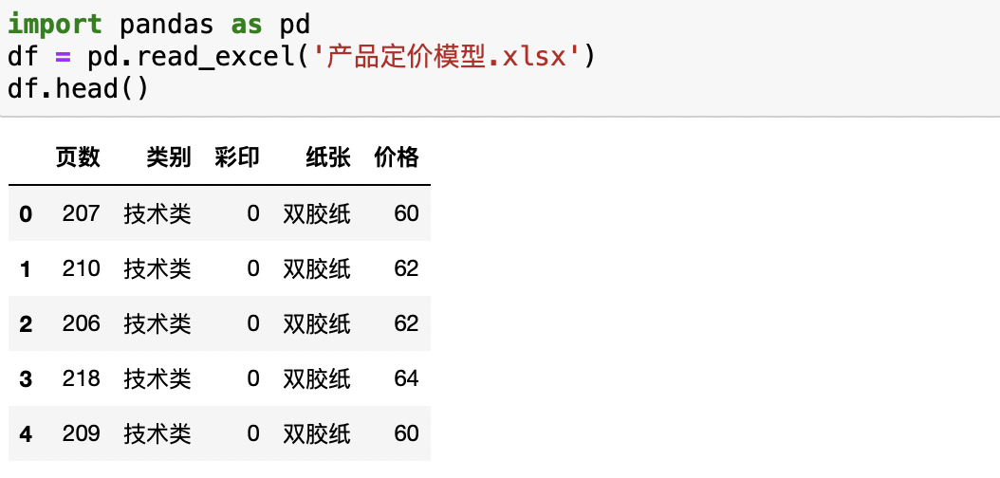 import pandas as pd
df = pd.read_excel('产品定价模型.xlsx')
df.head()
页数 类别 彩印 纸张 价格
0 207 技术类 0 双胶纸 60
1 210 技术类 0 双胶纸 62
2 206 技术类 0 双胶纸 62
3 218 技术类 0 双胶纸 64
4 209 技术类 0 双胶纸 60